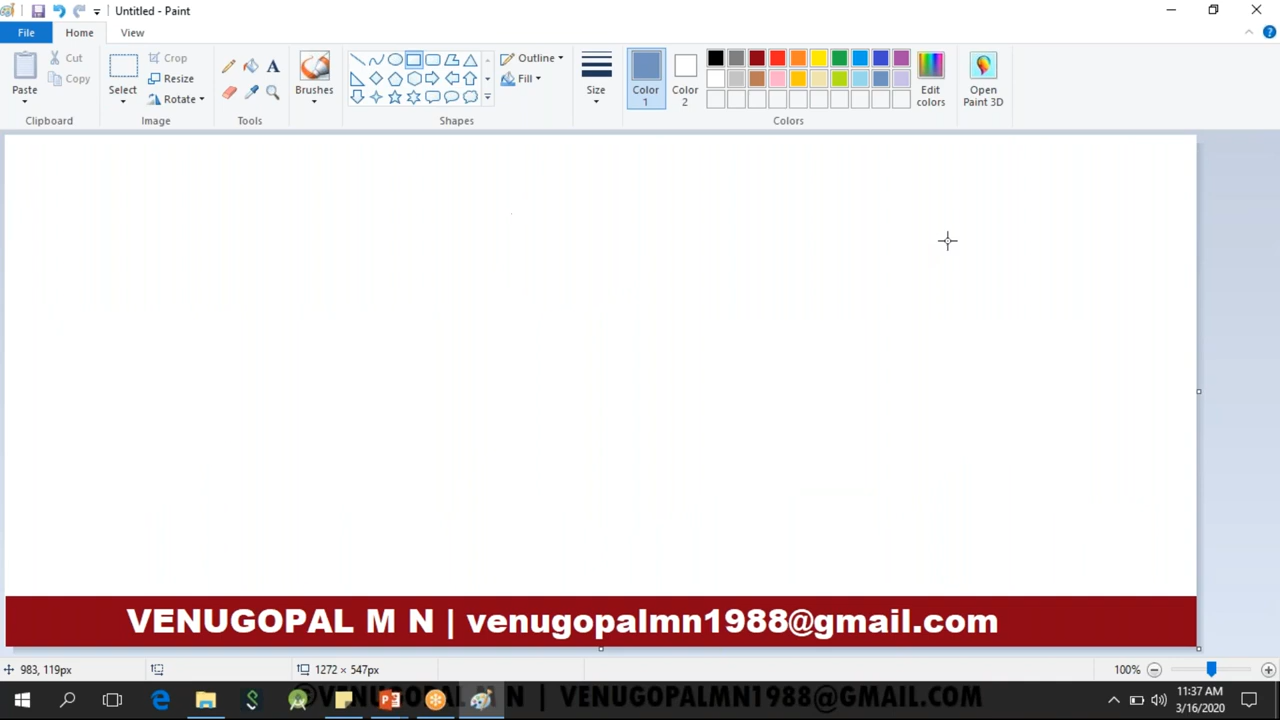 Untitled - Paint
File Home View
Paste
Cut
Copy
Clipboard
Select
Crop
Resize
Rotate
Image
Tools
Brushes
Shapes
Outline
Fill
Size
Color 1
Color 2
Colors
Edit colors
Open Paint 3D
VENUGOPAL M N | venugopalmn1988@gmail.com
983, 119px
1272 × 547px
100%
©VENUGOPAL M N | VENUGOPALMN1988@GMAIL.COM
11:37 AM
3/16/2020